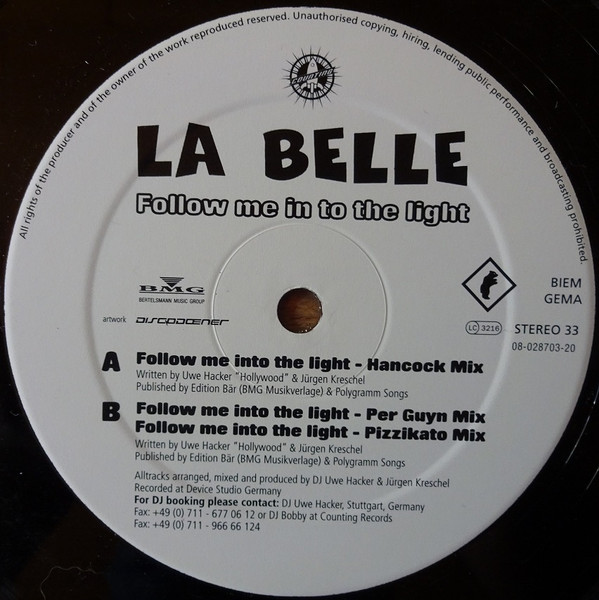 All rights of the producer and of the owner of the work reproduced reserved. Unauthorised copying, hiring, lending public performance and broadcasting prohibited.
COUNTING
LA BELLE
Follow me in to the light
BMG
BERTELSMANN MUSIC GROUP
BIEM
GEMA
artwork DISCODOENER
LC 3216
STEREO 33
08-028703-20
A Follow me into the light - Hancock Mix
Written by Uwe Hacker "Hollywood" & Jürgen Kreschel
Published by Edition Bär (BMG Musikverlage) & Polygramm Songs
B Follow me into the light - Per Guyn Mix
Follow me into the light - Pizzikato Mix
Written by Uwe Hacker "Hollywood" & Jürgen Kreschel
Published by Edition Bär (BMG Musikverlage) & Polygramm Songs
Alltracks arranged, mixed and produced by DJ Uwe Hacker & Jürgen Kreschel
Recorded at Device Studio Germany
For DJ booking please contact: DJ Uwe Hacker, Stuttgart, Germany
Fax: +49 (0) 711 - 677 06 12 or DJ Bobby at Counting Records
Fax: +49 (0) 711 - 966 66 124